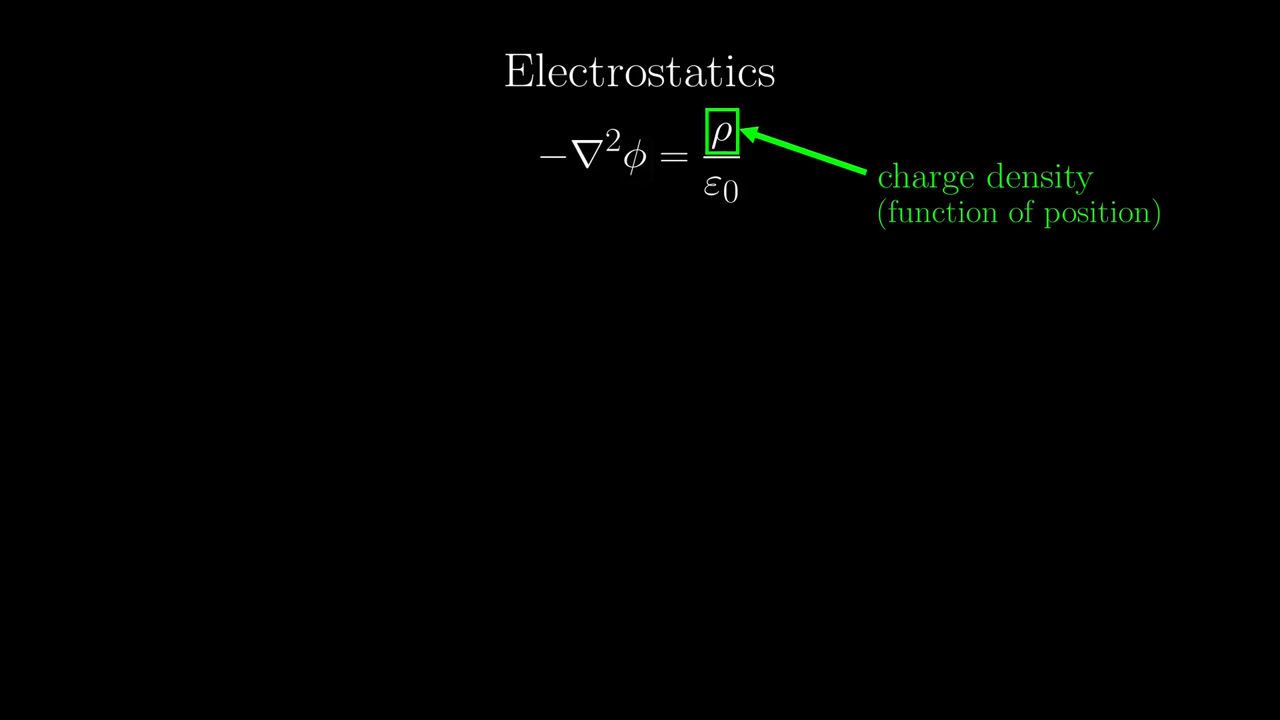 Electrostatics
−∇²ϕ = ρ/ε₀
charge density
(function of position)